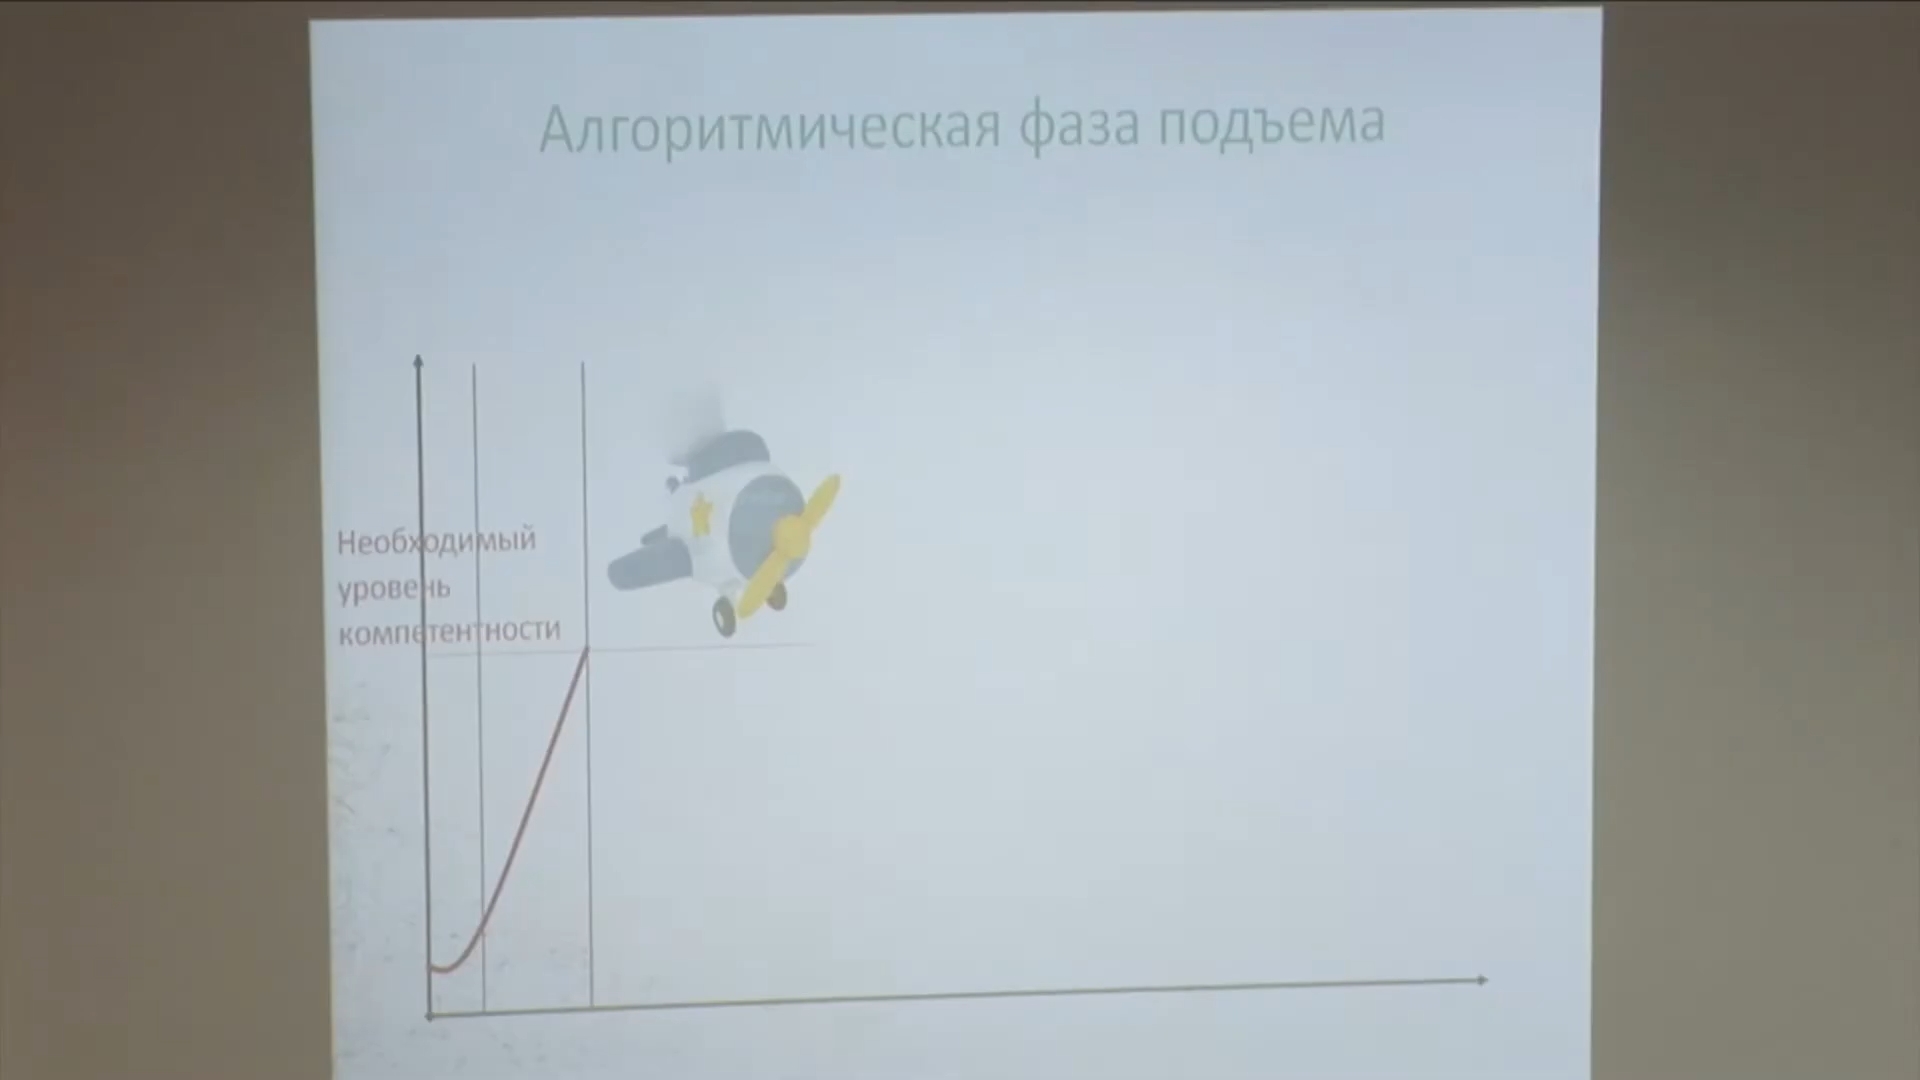 Алгоритмическая фаза подъема
Необходимый
уровень
компетентности